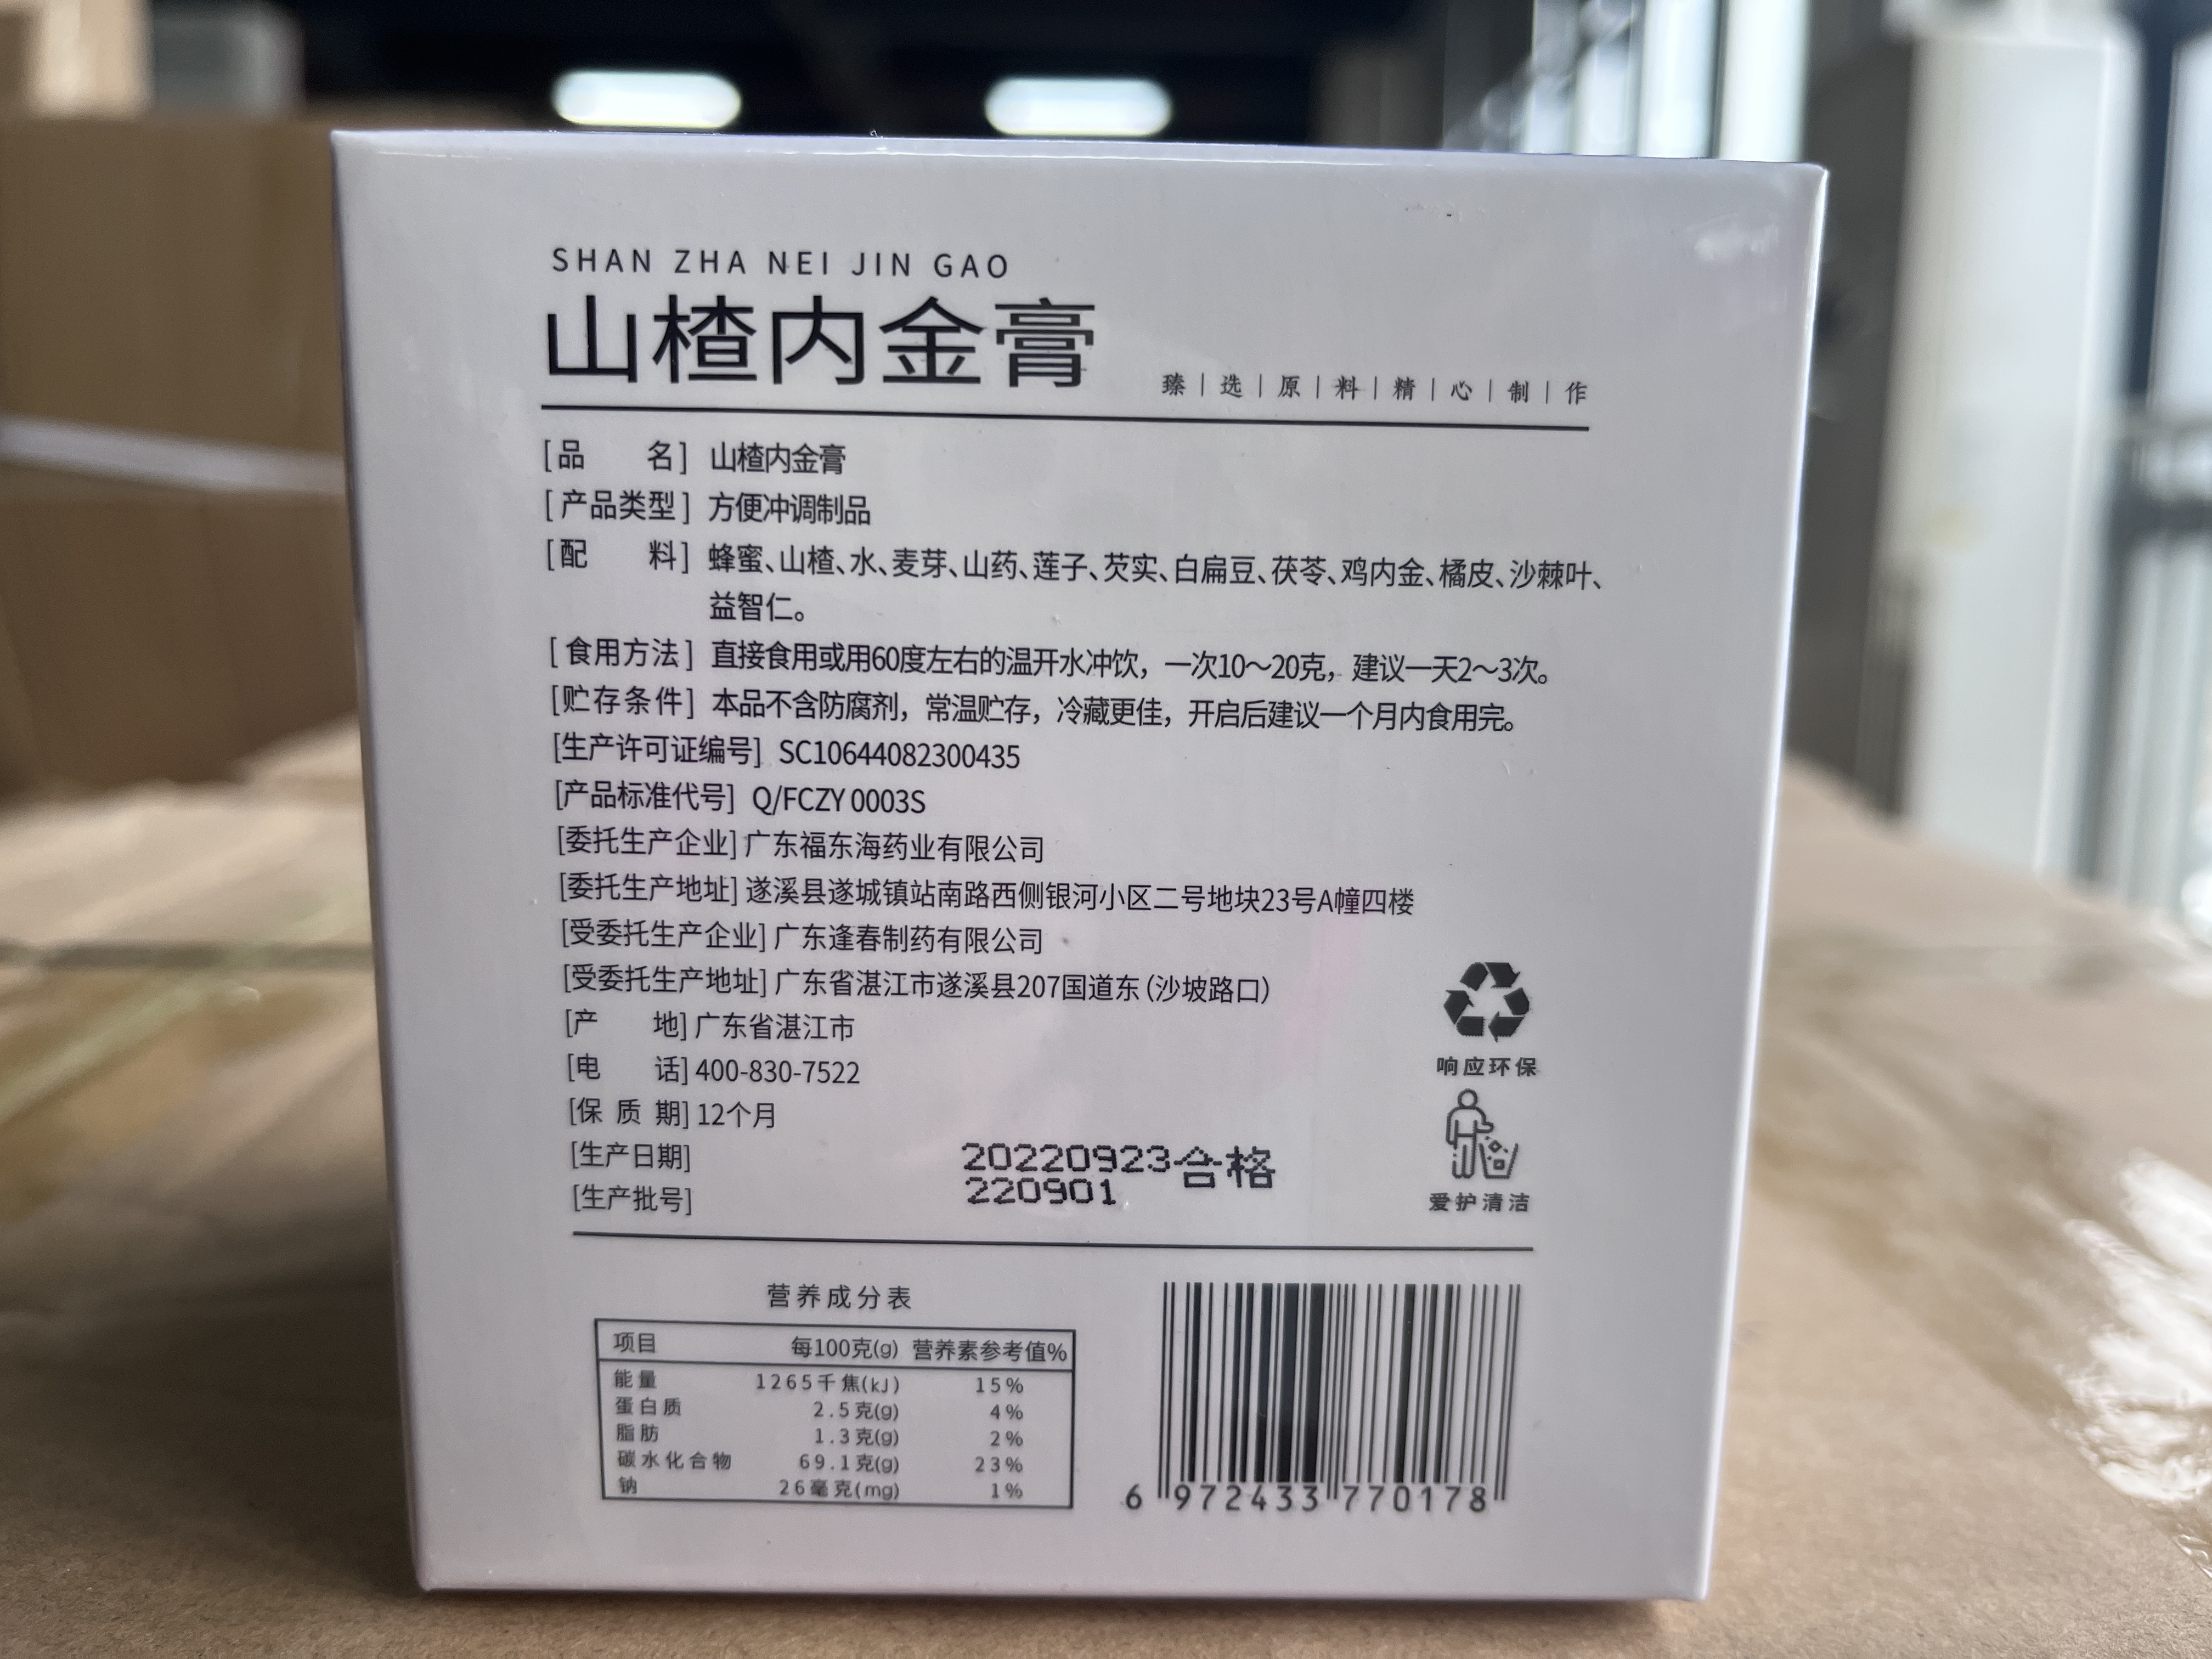 SHAN ZHA NEI JIN GAO
山楂内金膏
臻｜选｜原｜料｜精｜心｜制｜作
[品 名] 山楂内金膏
[产品类型] 方便冲调制品
[配 料] 蜂蜜、山楂、水、麦芽、山药、莲子、芡实、白扁豆、茯苓、鸡内金、橘皮、沙棘叶、
益智仁。
[食用方法] 直接食用或用60度左右的温开水冲饮，一次10～20克，建议一天2～3次。
[贮存条件] 本品不含防腐剂，常温贮存，冷藏更佳，开启后建议一个月内食用完。
[生产许可证编号] SC10644082300435
[产品标准代号] Q/FCZY 0003S
[委托生产企业] 广东福东海药业有限公司
[委托生产地址] 遂溪县遂城镇站南路西侧银河小区二号地块23号A幢四楼
[受委托生产企业] 广东逢春制药有限公司
[受委托生产地址] 广东省湛江市遂溪县207国道东（沙坡路口）
[产 地] 广东省湛江市
[电 话] 400-830-7522
[保 质 期] 12个月
[生产日期] 20220923合格
[生产批号] 220901
响应环保
爱护清洁
营养成分表
项目 每100克(g) 营养素参考值%
能量 1265千焦(kJ) 15%
蛋白质 2.5克(g) 4%
脂肪 1.3克(g) 2%
碳水化合物 69.1克(g) 23%
钠 26毫克(mg) 1%
6 972433 770178